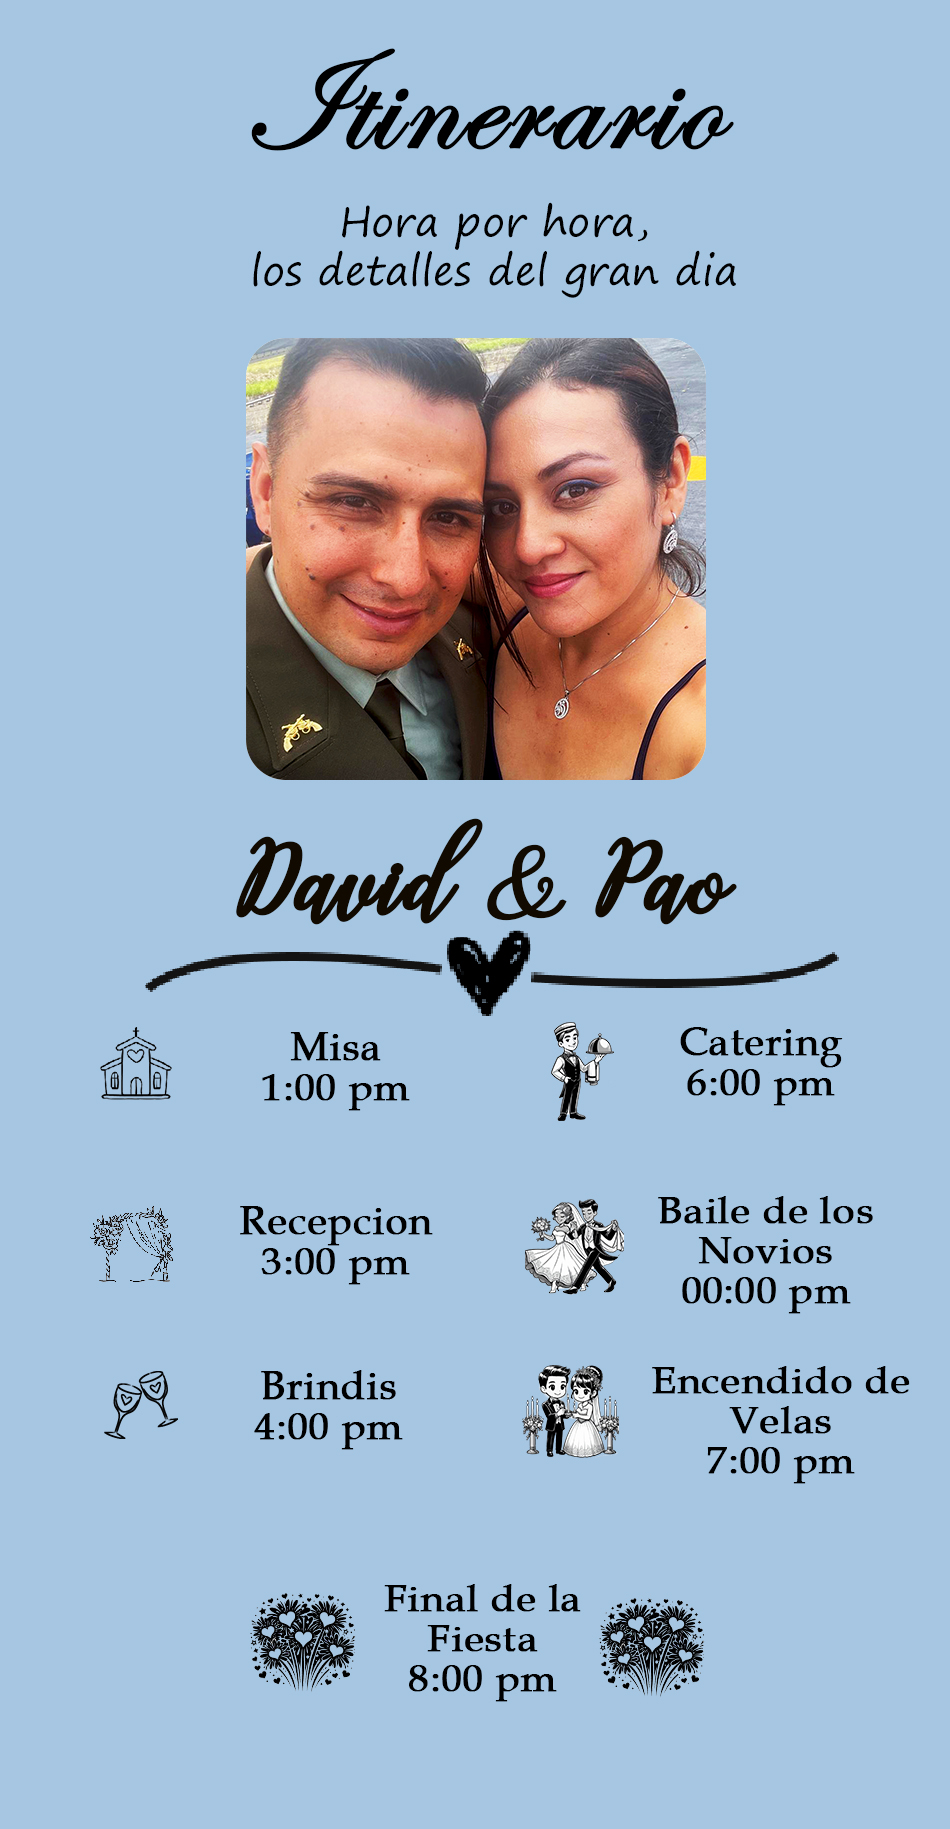 Itinerario
Hora por hora,
los detalles del gran dia
David & Pao
Misa
1:00 pm
Catering
6:00 pm
Recepcion
3:00 pm
Baile de los
Novios
00:00 pm
Brindis
4:00 pm
Encendido de
Velas
7:00 pm
Final de la
Fiesta
8:00 pm